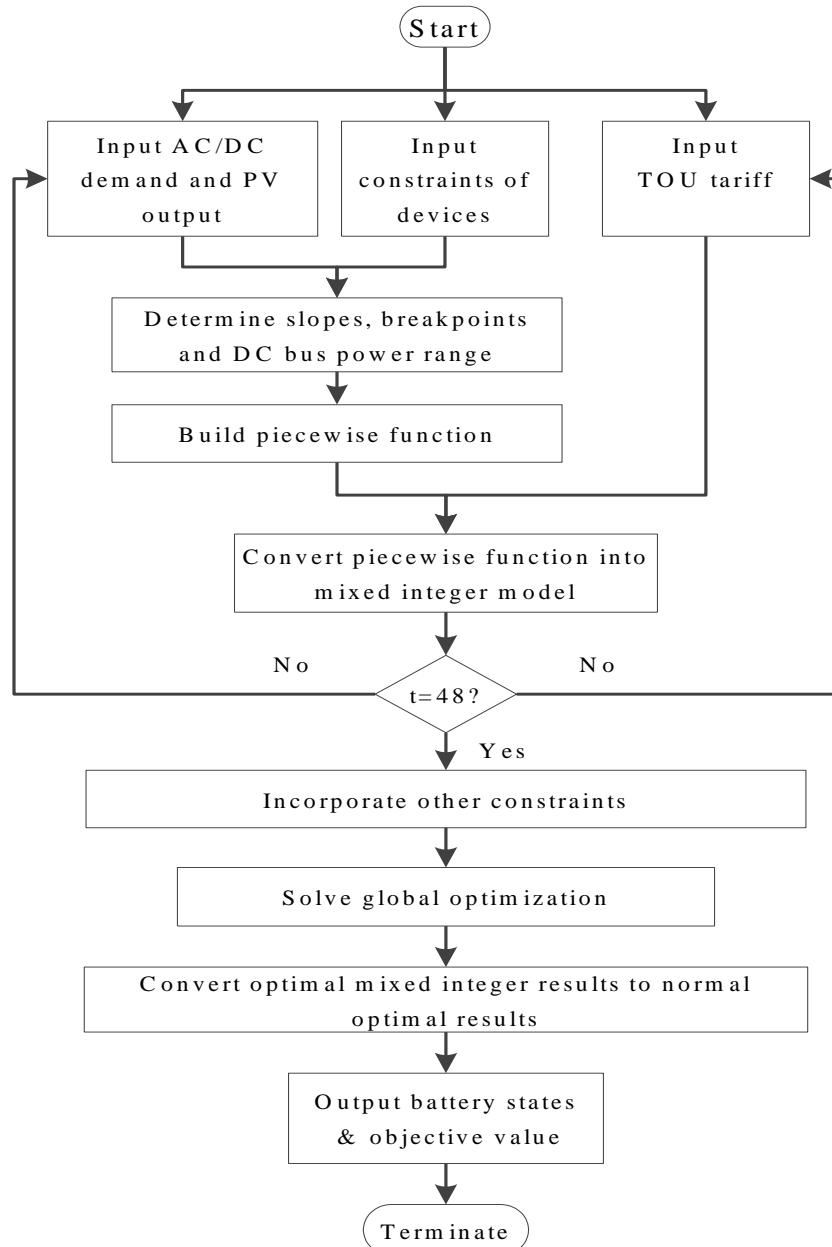 Start
Input AC/DC
demand and PV
output
Input
constraints of
devices
Input
TOU tariff
Determine slopes, breakpoints
and DC bus power range
Build piecewise function
Convert piecewise function into
mixed integer model
No
No
t=48?
Yes
Incorporate other constraints
Solve global optimization
Convert optimal mixed integer results to normal
optimal results
Output battery states
& objective value
Terminate